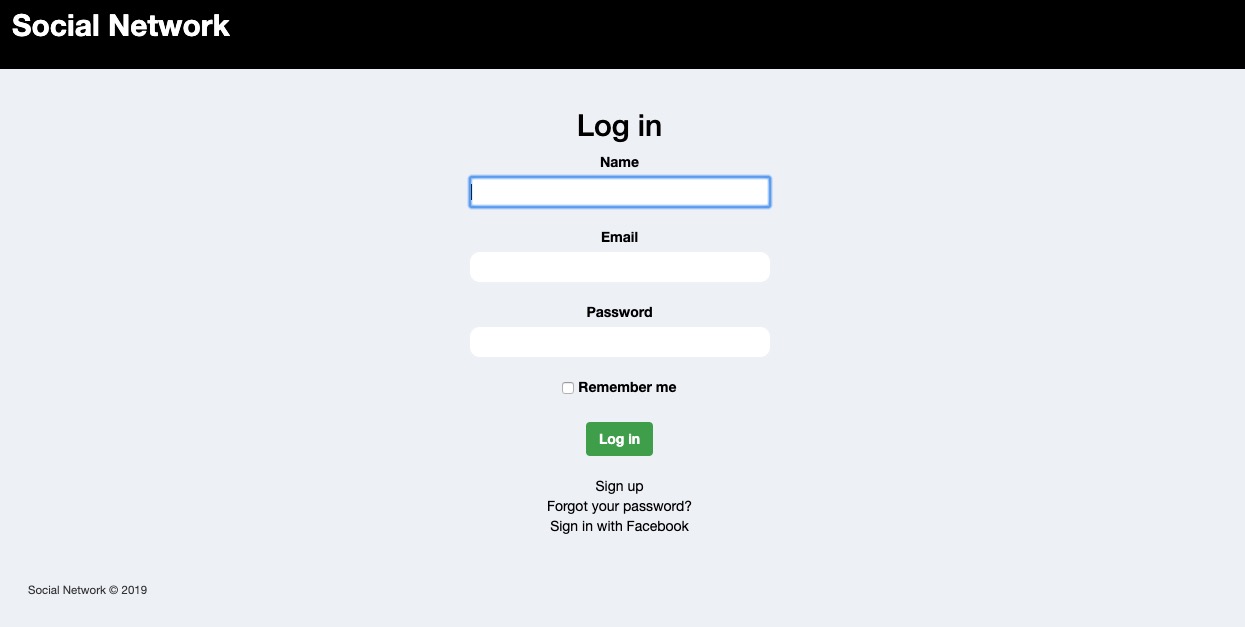 Social Network
Log in
Name
Email
Password
Remember me
Log in
Sign up
Forgot your password?
Sign in with Facebook
Social Network © 2019